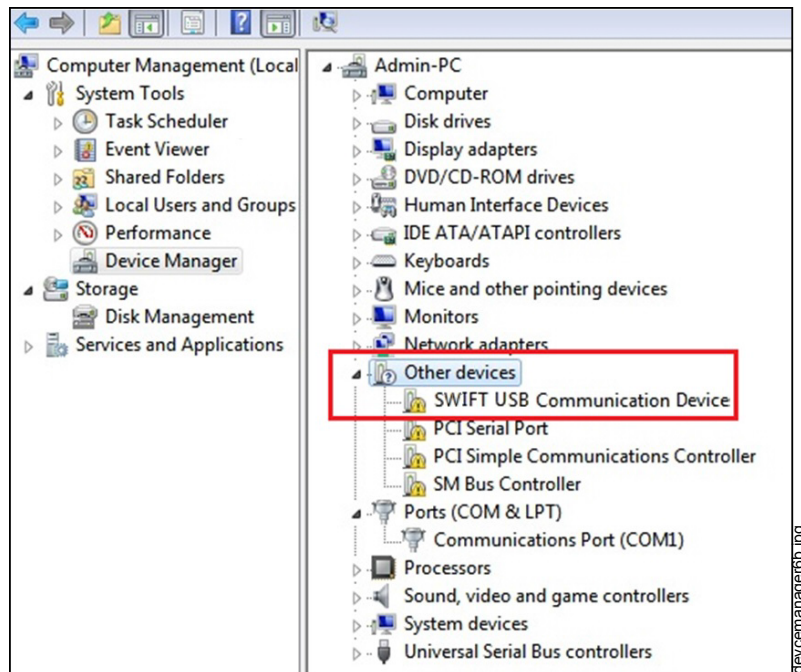 Computer Management (Local
System Tools
Task Scheduler
Event Viewer
Shared Folders
Local Users and Groups
Performance
Device Manager
Storage
Disk Management
Services and Applications
Admin-PC
Computer
Disk drives
Display adapters
DVD/CD-ROM drives
Human Interface Devices
IDE ATA/ATAPI controllers
Keyboards
Mice and other pointing devices
Monitors
Network adapters
Other devices
SWIFT USB Communication Device
PCI Serial Port
PCI Simple Communications Controller
SM Bus Controller
Ports (COM & LPT)
Communications Port (COM1)
Processors
Sound, video and game controllers
System devices
Universal Serial Bus controllers
devcemanager6b.jpg